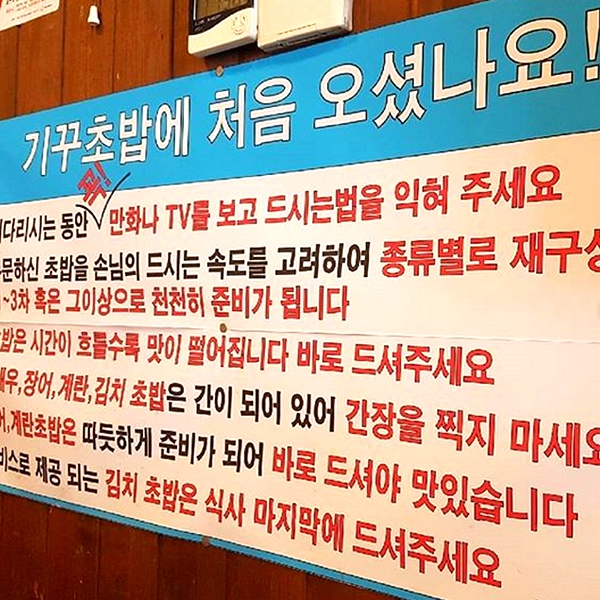 기꾸초밥에 처음 오셨나요!
꼭!
다리시는 동안 만화나 TV를 보고 드시는법을 익혀 주세요
문하신 초밥을 손님의 드시는 속도를 고려하여 종류별로 재구성
~3차 혹은 그이상으로 천천히 준비가 됩니다
밥은 시간이 흐를수록 맛이 떨어집니다 바로 드셔주세요
새우,장어,계란,김치 초밥은 간이 되어 있어 간장을 찍지 마세요
어,계란초밥은 따듯하게 준비가 되어 바로 드셔야 맛있습니다
비스로 제공 되는 김치 초밥은 식사 마지막에 드셔주세요